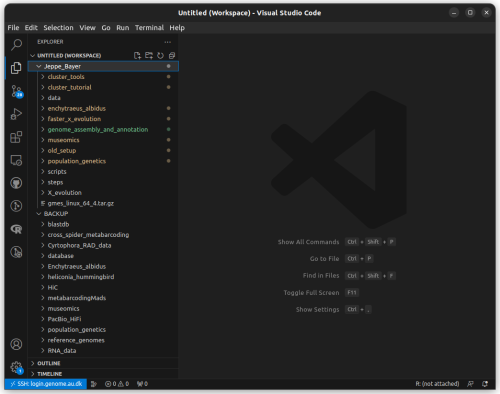 Untitled (Workspace) - Visual Studio Code
File Edit Selection View Go Run Terminal Help
EXPLORER
UNTITLED (WORKSPACE)
Jeppe_Bayer
cluster_tools
cluster_tutorial
data
enchytraeus_albidus
faster_x_evolution
genome_assembly_and_annotation
museomics
old_setup
population_genetics
scripts
steps
X_evolution
gmes_linux_64_4.tar.gz
BACKUP
blastdb
cross_spider_metabarcoding
Cyrtophora_RAD_data
database
Enchytraeus_albidus
heliconia_hummingbird
HiC
metabarcodingMads
museomics
PacBio_HiFi
population_genetics
reference_genomes
RNA_data
OUTLINE
TIMELINE
Show All Commands Ctrl + Shift + P
Go to File Ctrl + P
Find in Files Ctrl + Shift + F
Toggle Full Screen F11
Show Settings Ctrl + ,
SSH: login.genome.au.dk 0 0 0 R: (not attached)